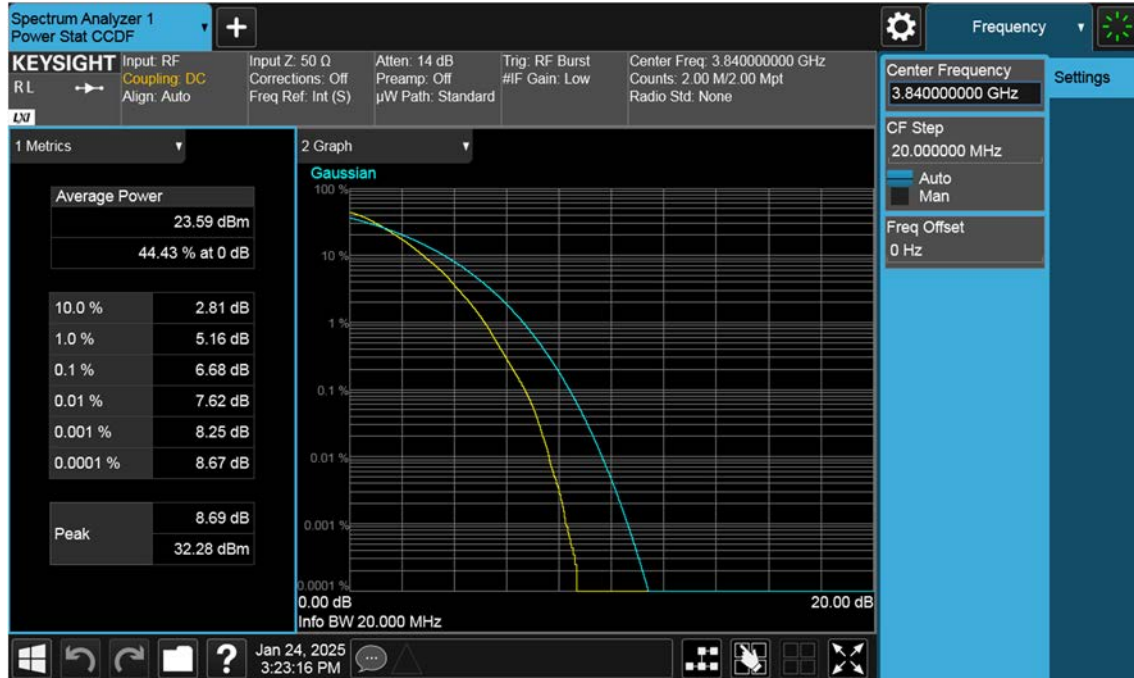 Spectrum Analyzer 1
Power Stat CCDF
Frequency
KEYSIGHT
R L
LXI
Input: RF
Coupling: DC
Align: Auto
Input Z: 50 Ω
Corrections: Off
Freq Ref: Int (S)
Atten: 14 dB
Preamp: Off
µW Path: Standard
Trig: RF Burst
#IF Gain: Low
Center Freq: 3.840000000 GHz
Counts: 2.00 M/2.00 Mpt
Radio Std: None
Center Frequency
3.840000000 GHz
Settings
CF Step
20.000000 MHz
Auto
Man
Freq Offset
0 Hz
1 Metrics
Average Power
23.59 dBm
44.43 % at 0 dB
10.0 % 2.81 dB
1.0 % 5.16 dB
0.1 % 6.68 dB
0.01 % 7.62 dB
0.001 % 8.25 dB
0.0001 % 8.67 dB
Peak
8.69 dB
32.28 dBm
2 Graph
Gaussian
100 %
10 %
1 %
0.1 %
0.01 %
0.001 %
0.0001 %
0.00 dB 20.00 dB
Info BW 20.000 MHz
?
Jan 24, 2025
3:23:16 PM